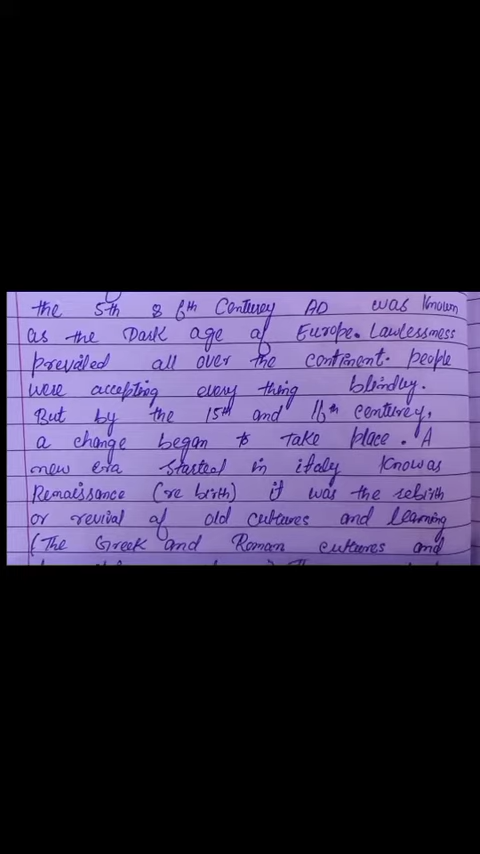 the 5th & 6th Centurey AD was Known
as the Dark age of Europe. Lawlessness
prevailed all over the continent. people
were accepting every thing blindley.
But by the 15th and 16th centurey,
a change began to take place. A
new Era started in italy Know as
Renaissance (re birth) it was the rebirth
or revival of old cultures and learning
(The Greek and Roman cultures and